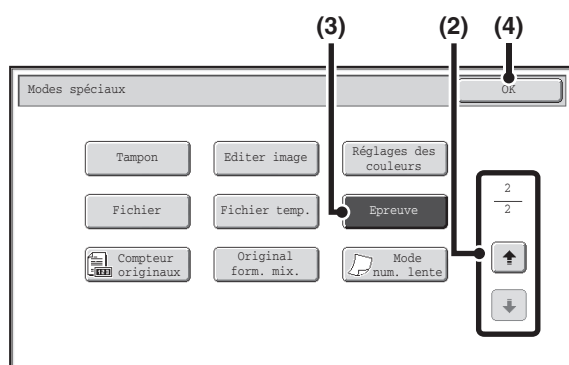 (3) (2) (4)
Modes spéciaux OK
Tampon Editer image Réglages des
couleurs
2
Fichier Fichier temp. Epreuve
2
Compteur
originaux
Original
form. mix.
Mode
num. lente